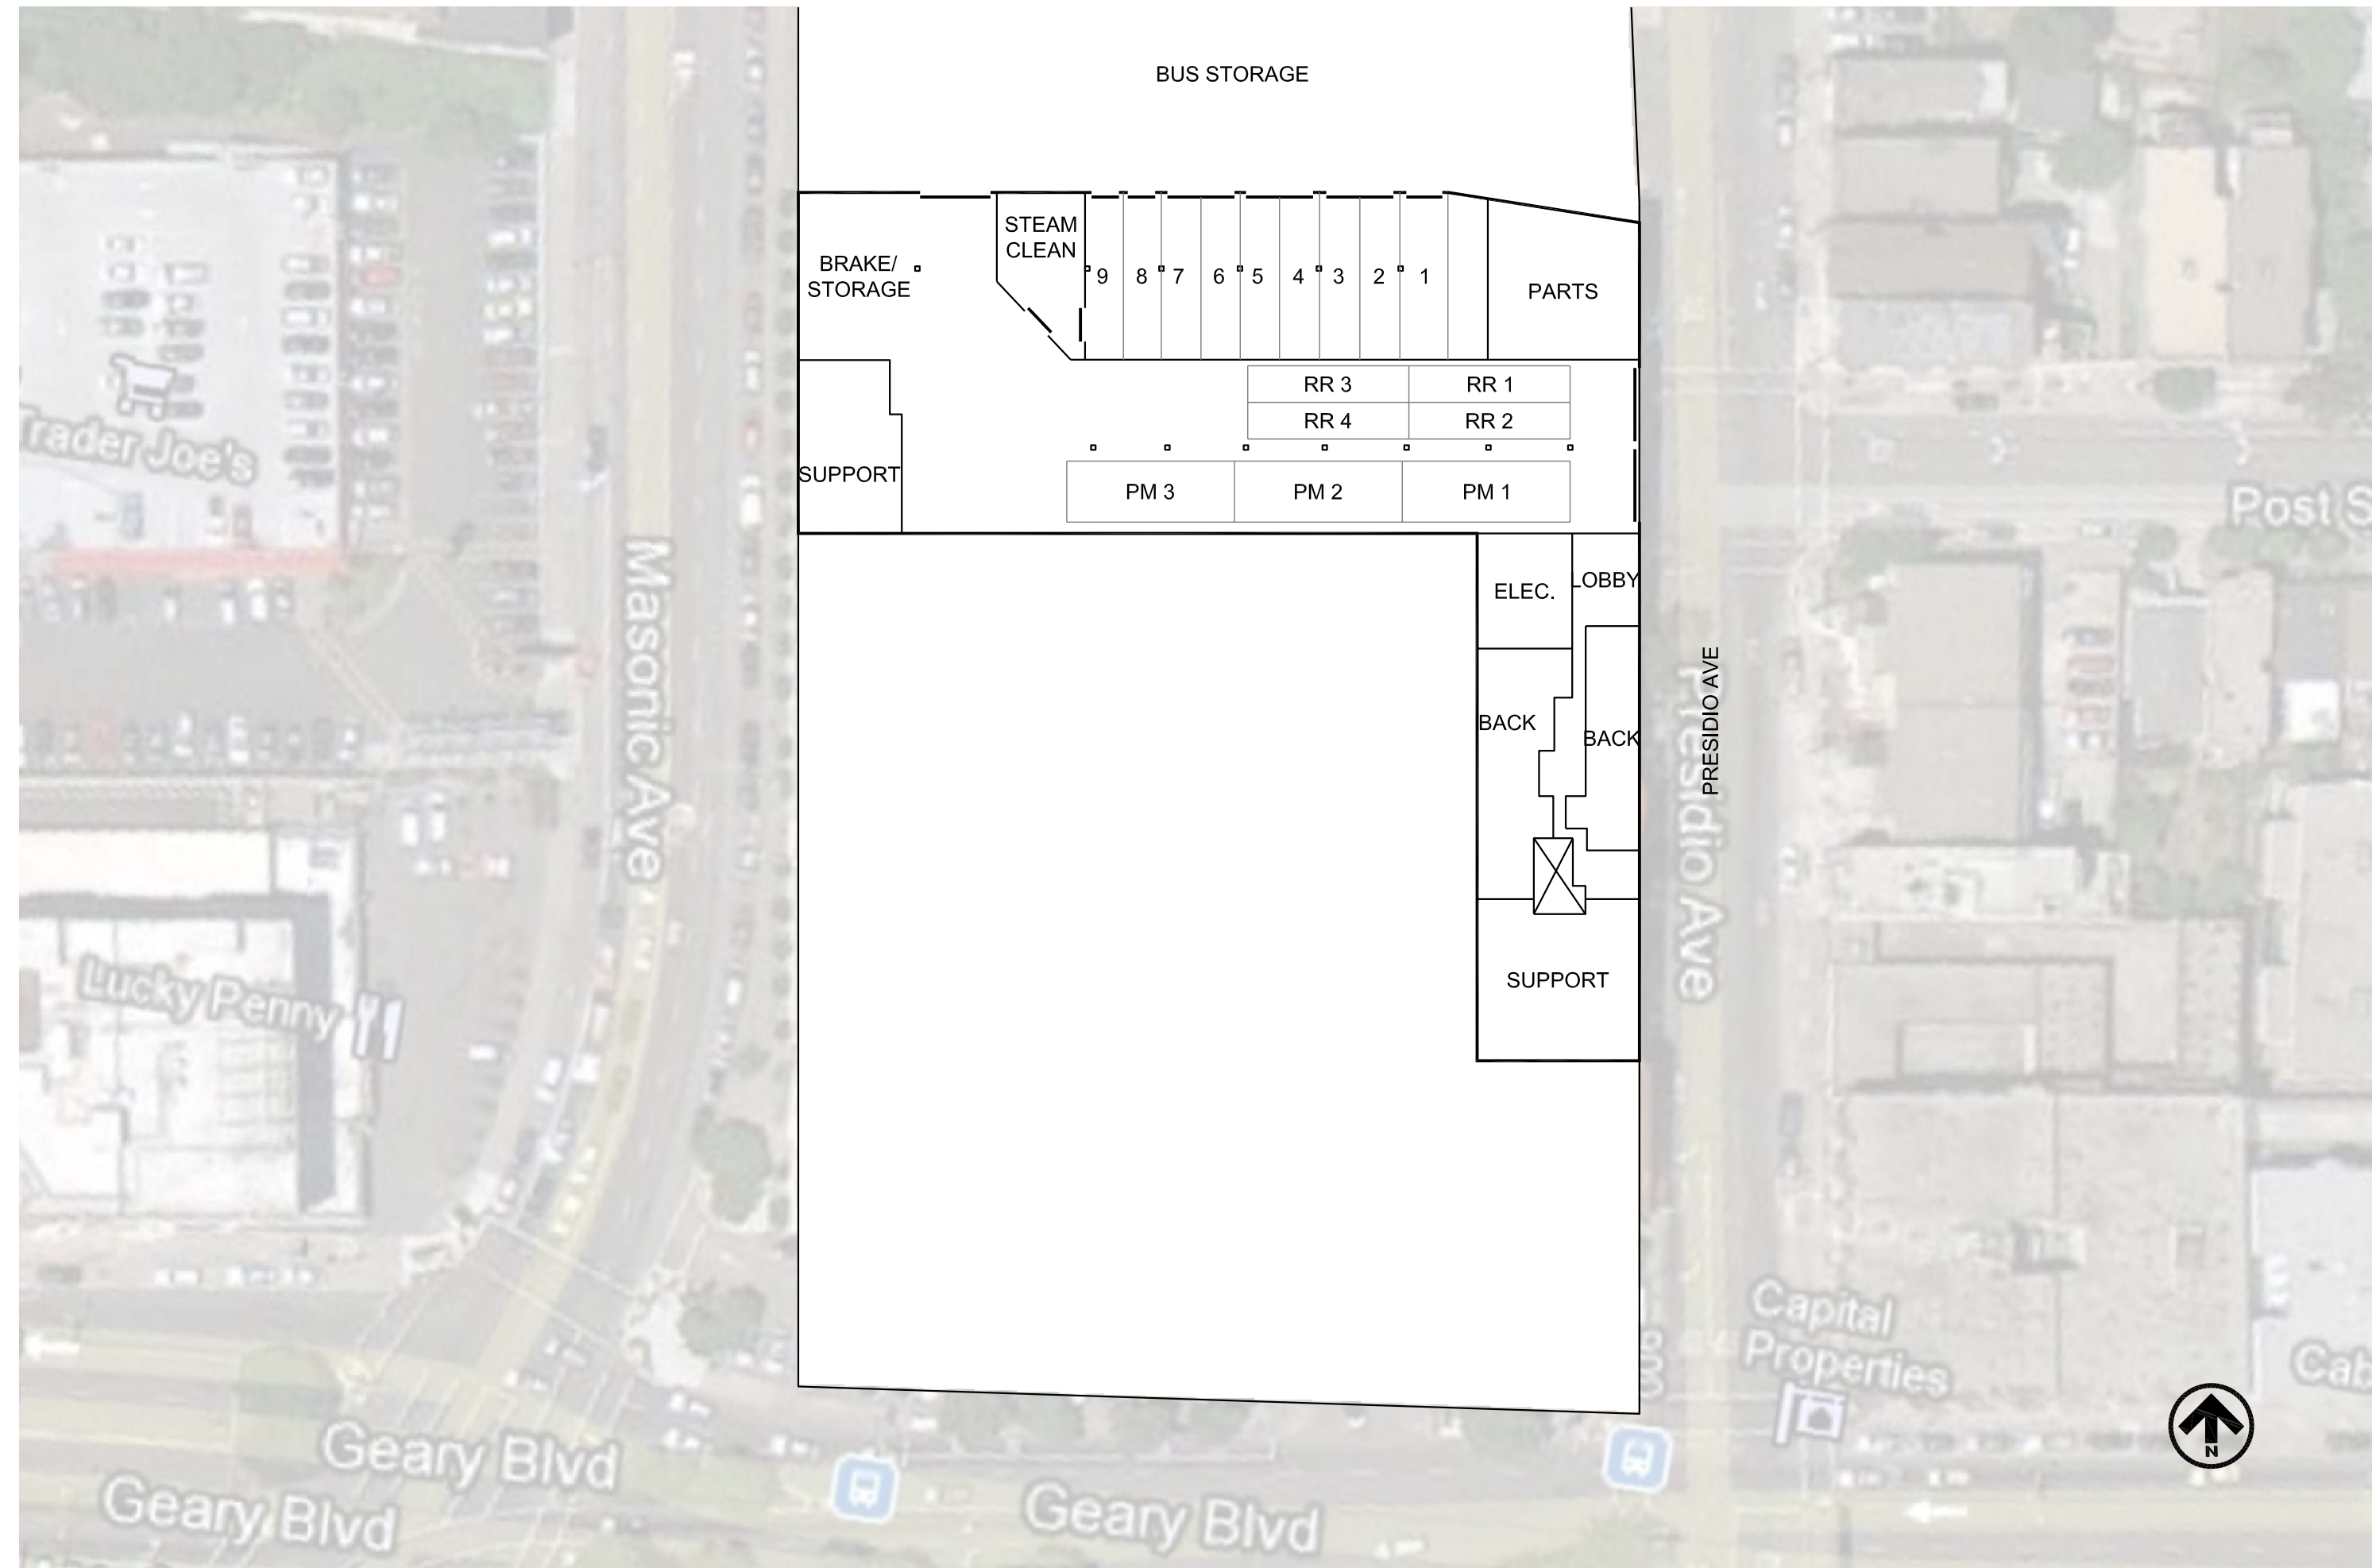 BUS STORAGE
STEAM
CLEAN
BRAKE/
STORAGE
9 8 7 6 5 4 3 2 1
PARTS
RR 3 RR 1
RR 4 RR 2
Trader Joe's
SUPPORT
PM 3 PM 2 PM 1
Post S
Masonic Ave
ELEC.
LOBBY
BACK
BACK
PRESIDIO AVE
Presidio Ave
Lucky Penny
SUPPORT
Capital
Properties
Cab
N
Geary Blvd
Geary Blvd
Geary Blvd